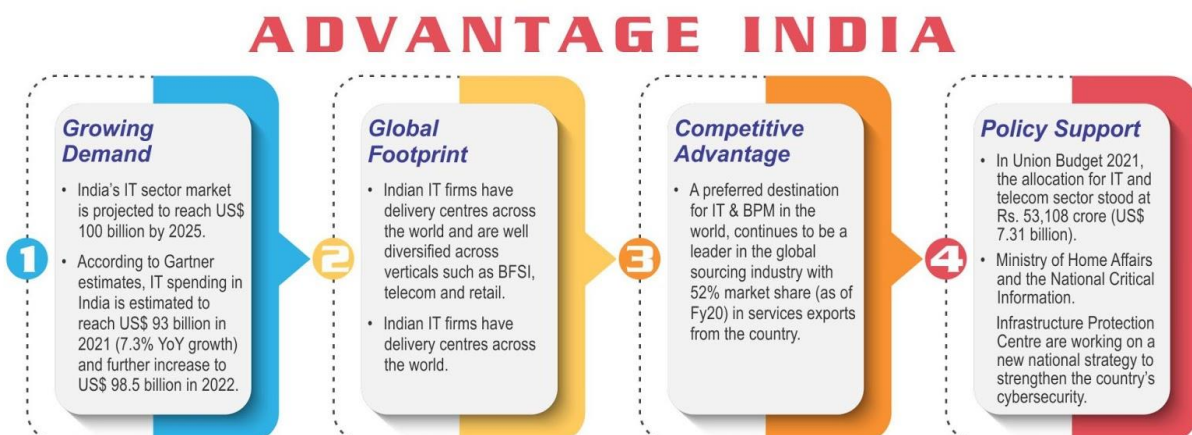 ADVANTAGE INDIA
1
Growing
Demand
• India's IT sector market
is projected to reach US$
100 billion by 2025.
• According to Gartner
estimates, IT spending in
India is estimated to
reach US$ 93 billion in
2021 (7.3% YoY growth)
and further increase to
US$ 98.5 billion in 2022.
2
Global
Footprint
• Indian IT firms have
delivery centres across
the world and are well
diversified across
verticals such as BFSI,
telecom and retail.
• Indian IT firms have
delivery centres across
the world.
3
Competitive
Advantage
• A preferred destination
for IT & BPM in the
world, continues to be a
leader in the global
sourcing industry with
52% market share (as of
Fy20) in services exports
from the country.
4
Policy Support
• In Union Budget 2021,
the allocation for IT and
telecom sector stood at
Rs. 53,108 crore (US$
7.31 billion).
• Ministry of Home Affairs
and the National Critical
Information.
Infrastructure Protection
Centre are working on a
new national strategy to
strengthen the country's
cybersecurity.